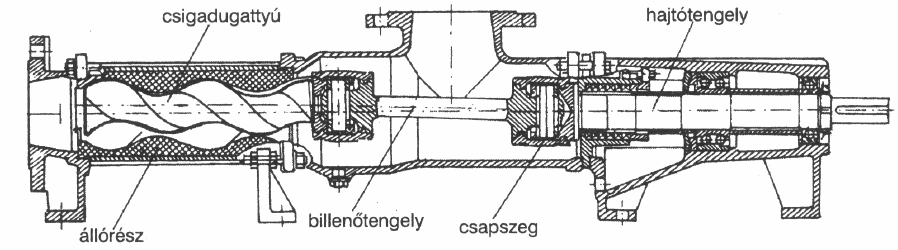 csigadugattyú
hajtótengely
állórész
billenőtengely
csapszeg